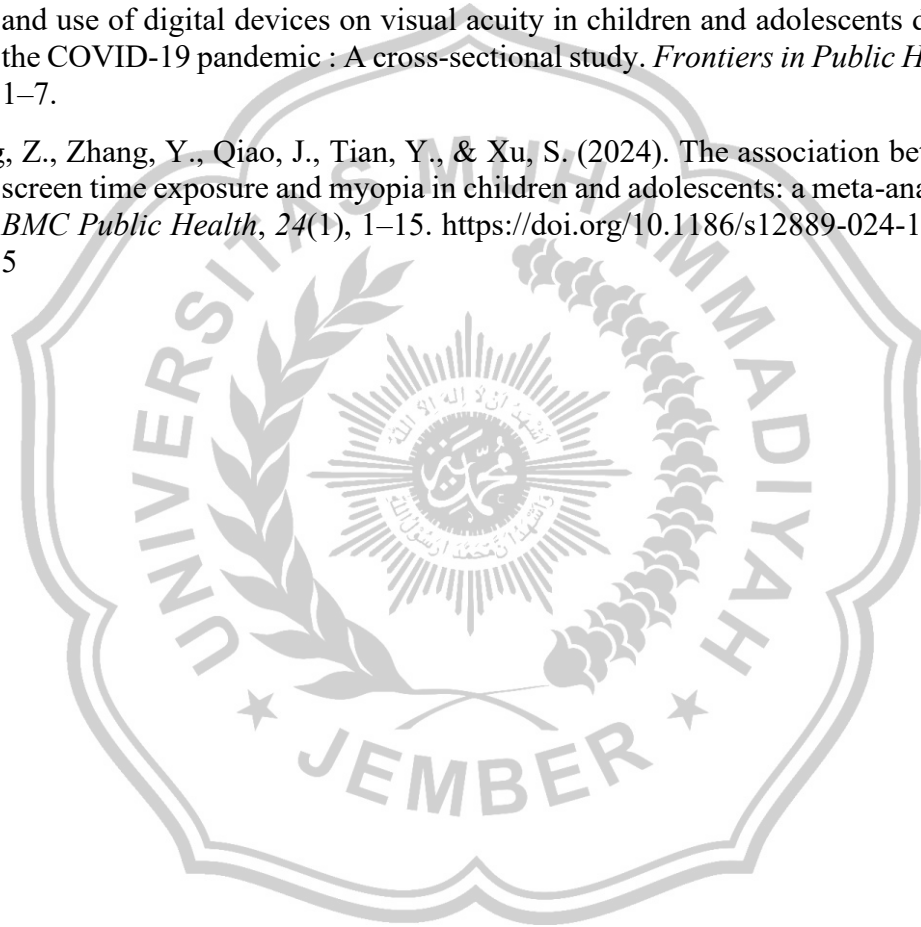 and use of digital devices on visual acuity in children and adolescents d
the COVID-19 pandemic : A cross-sectional study. Frontiers in Public H
1–7.
g, Z., Zhang, Y., Qiao, J., Tian, Y., & Xu, S. (2024). The association bet
screen time exposure and myopia in children and adolescents: a meta-ana
BMC Public Health, 24(1), 1–15. https://doi.org/10.1186/s12889-024-1
5
UNIVERSITAS MUHAMMADIYAH
JEMBER